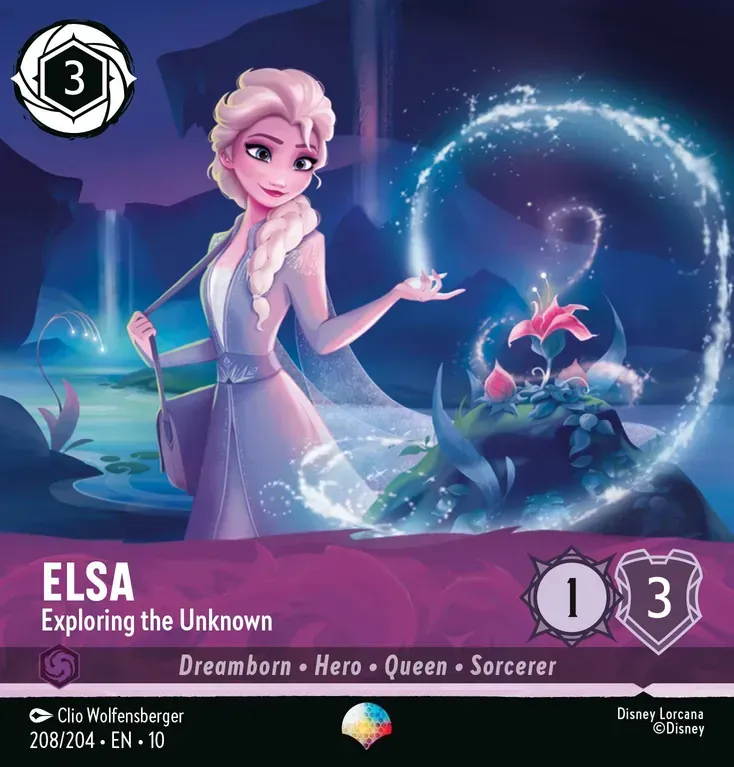 3
ELSA
Exploring the Unknown
1
3
Dreamborn • Hero • Queen • Sorcerer
Clio Wolfensberger
208/204 • EN • 10
Disney Lorcana
©Disney